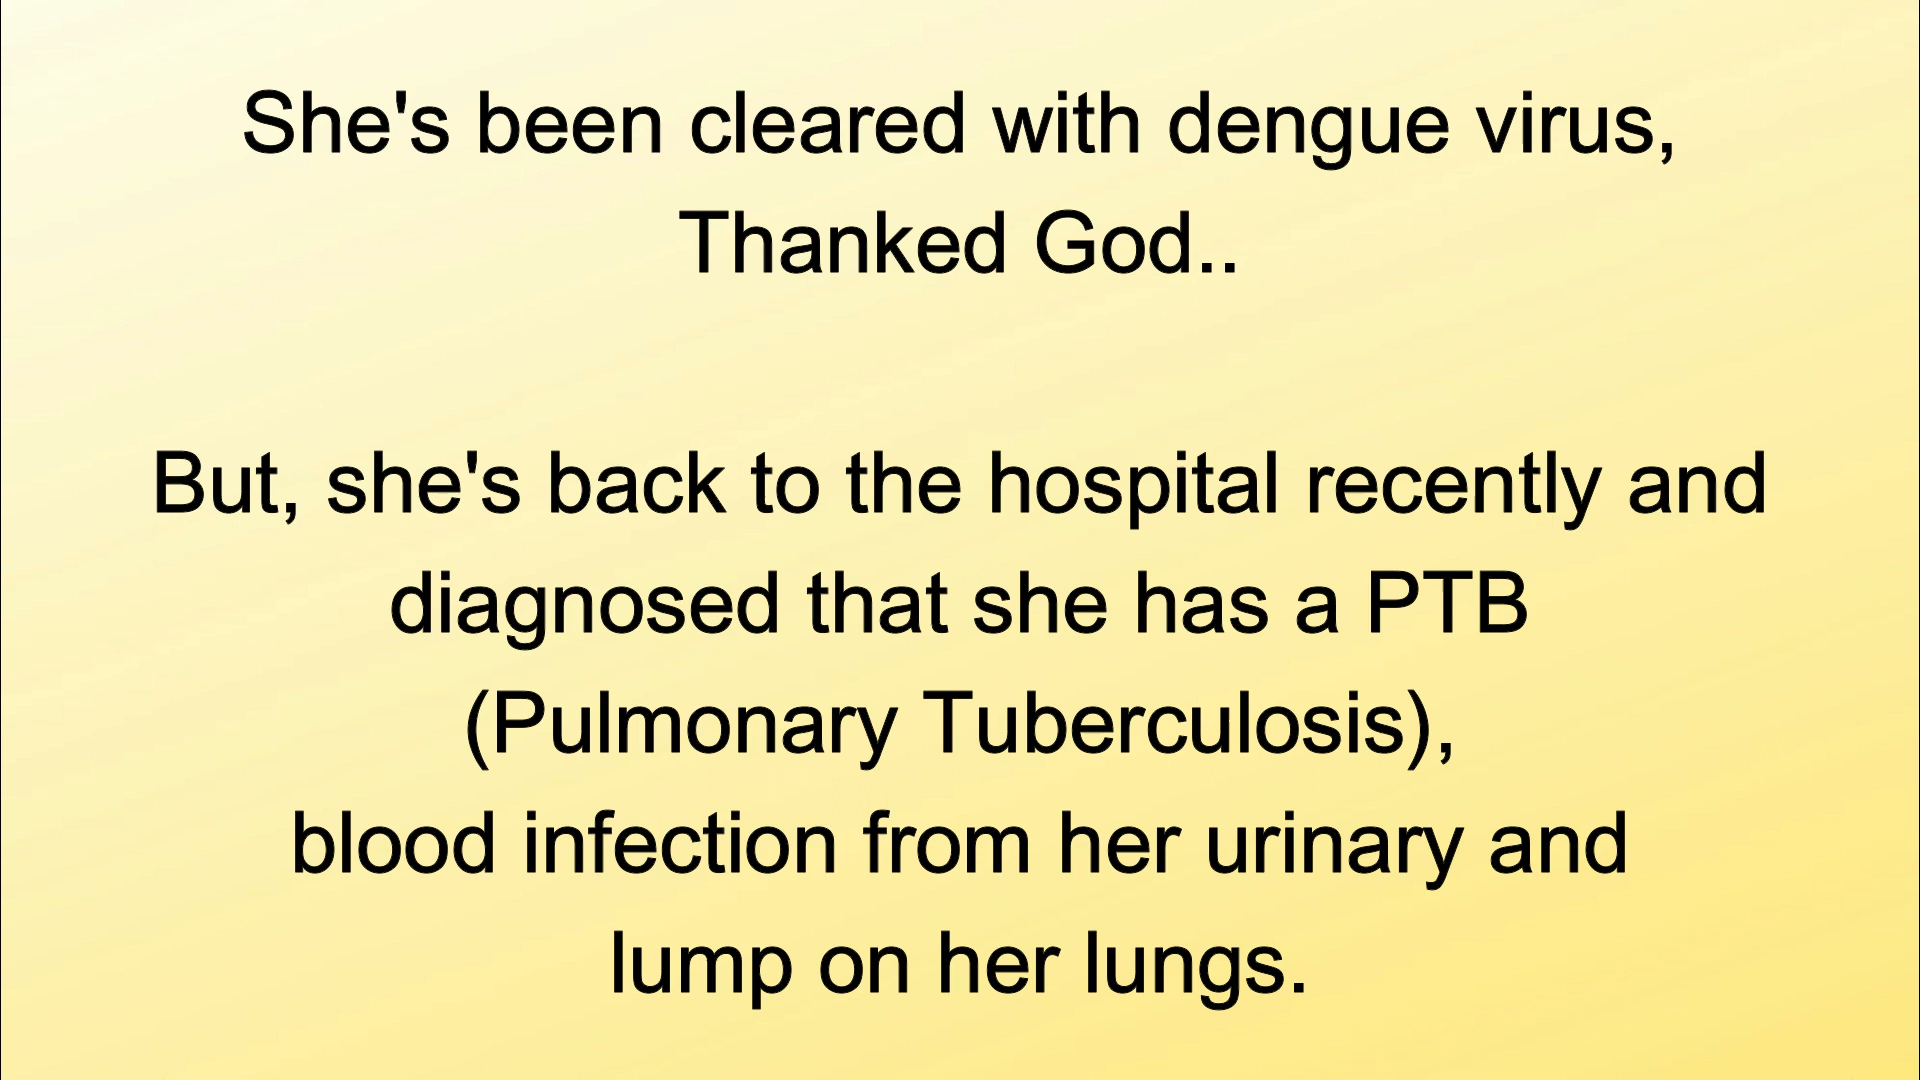 She's been cleared with dengue virus,
Thanked God..
But, she's back to the hospital recently and
diagnosed that she has a PTB
(Pulmonary Tuberculosis),
blood infection from her urinary and
lump on her lungs.